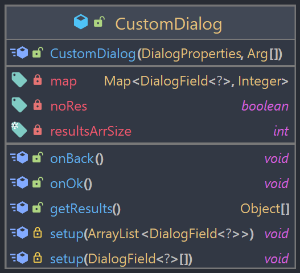 CustomDialog
CustomDialog(DialogProperties, Arg[])
map Map<DialogField<?>, Integer>
noRes boolean
resultsArrSize int
onBack() void
onOk() void
getResults() Object[]
setup(ArrayList<DialogField<?>>) void
setup(DialogField<?>[]) void